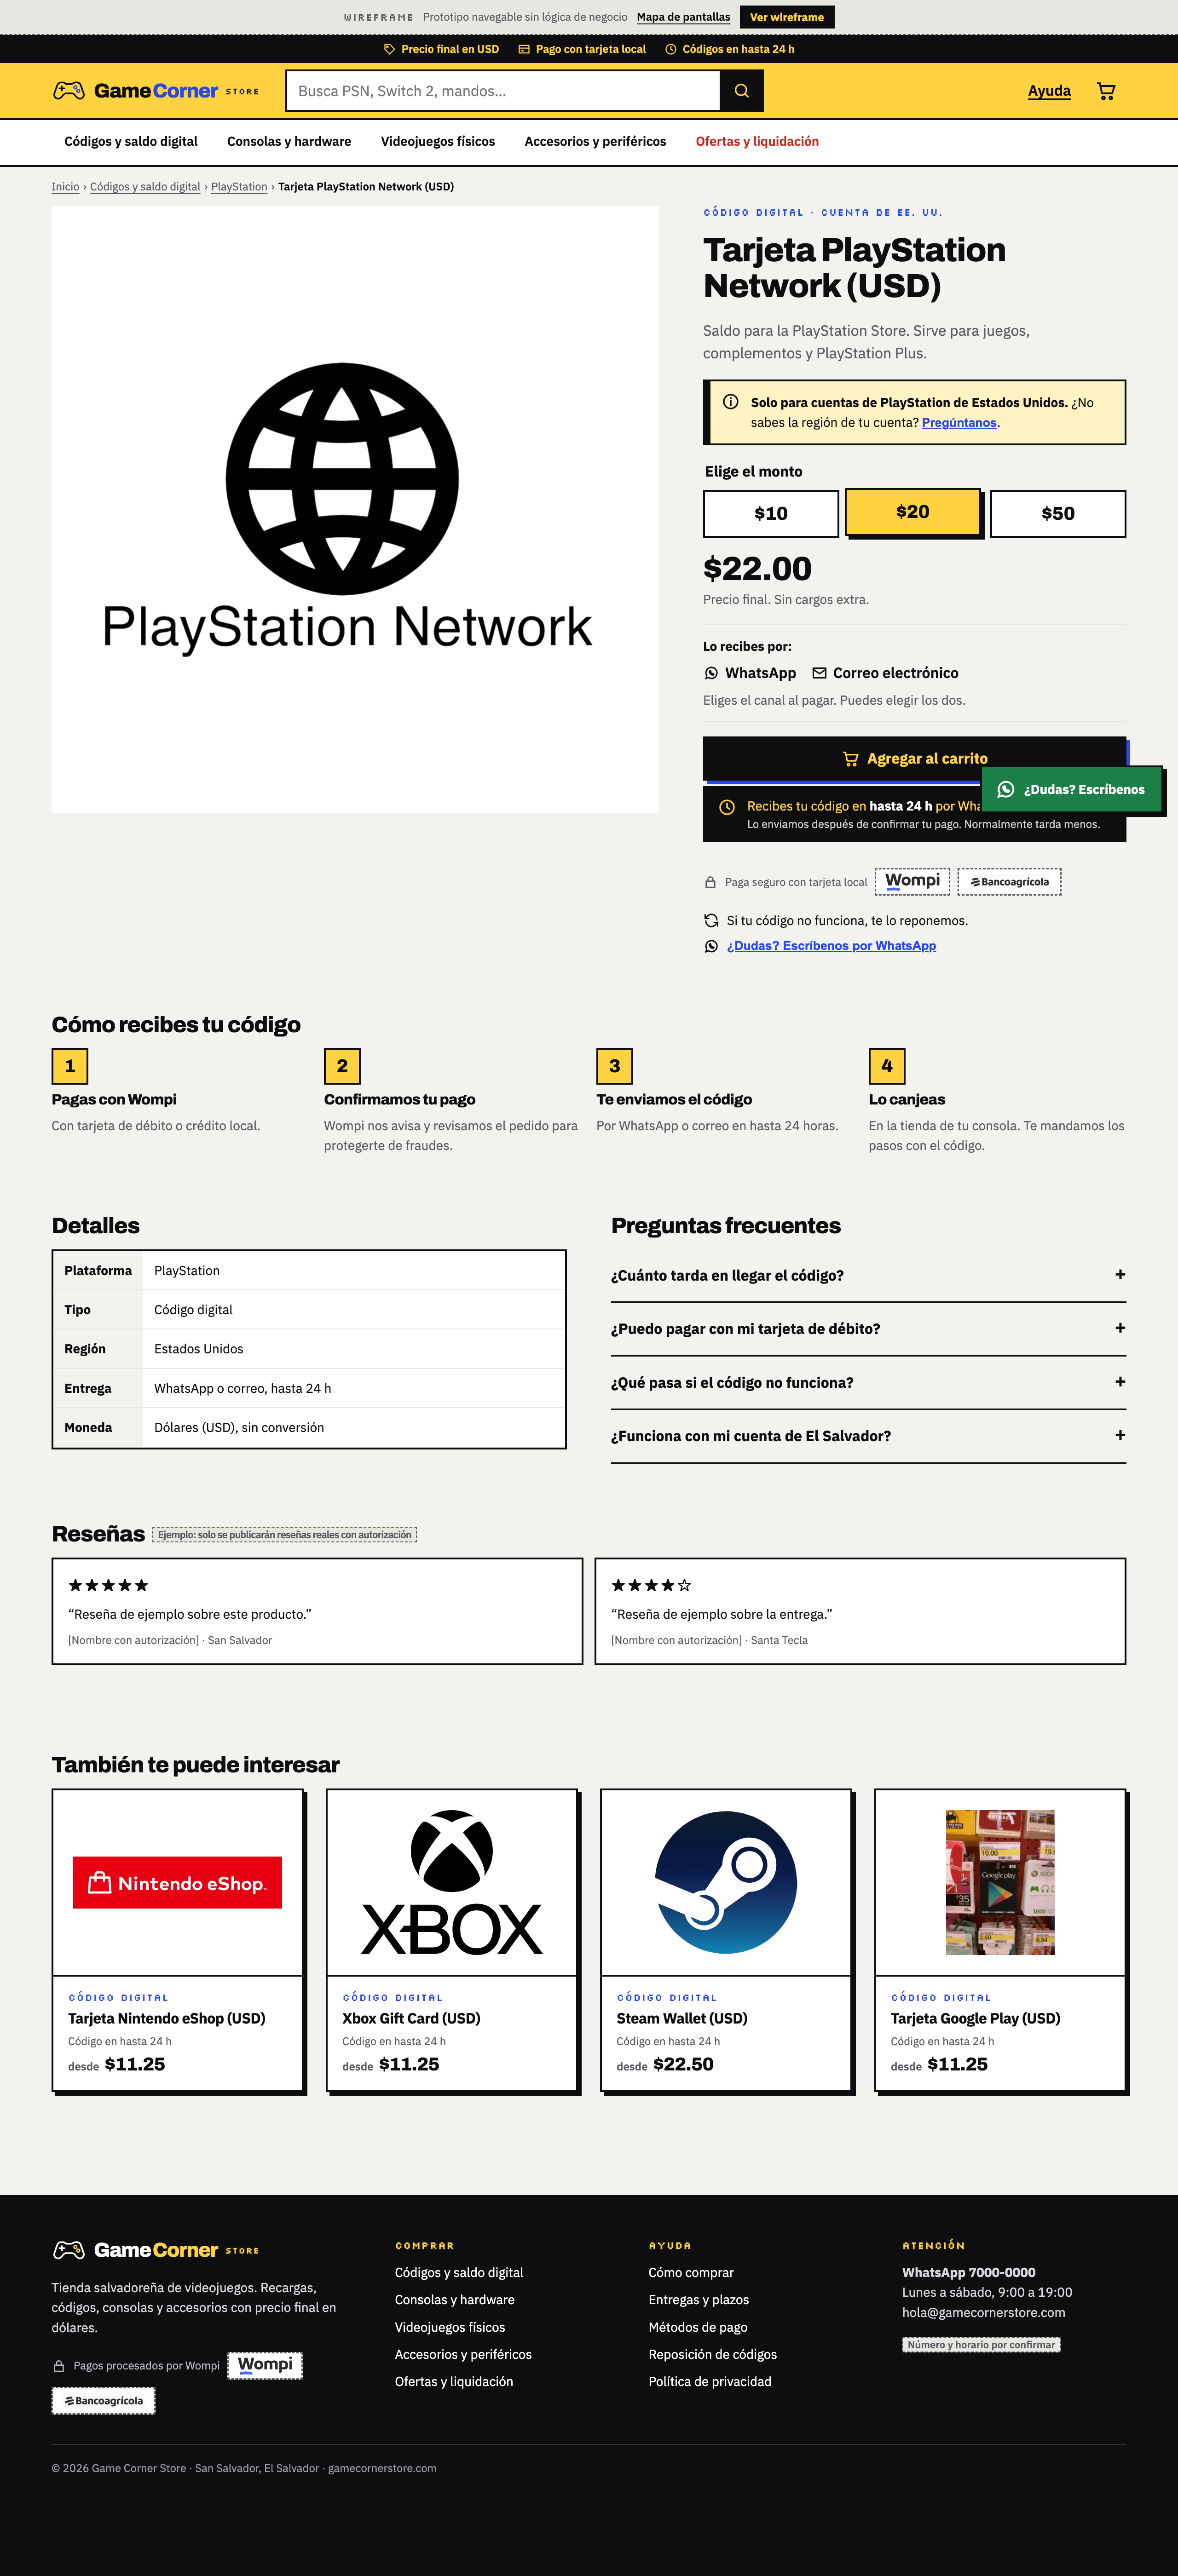 WIREFRAME Prototipo navegable sin lógica de negocio Mapa de pantallas Ver wireframe
Precio final en USD Pago con tarjeta local Códigos en hasta 24 h
GameCorner STORE Busca PSN, Switch 2, mandos... Ayuda
Códigos y saldo digital Consolas y hardware Videojuegos físicos Accesorios y periféricos Ofertas y liquidación
Inicio › Códigos y saldo digital › PlayStation › Tarjeta PlayStation Network (USD)
PlayStation Network
CÓDIGO DIGITAL · CUENTA DE EE. UU.
Tarjeta PlayStation
Network (USD)
Saldo para la PlayStation Store. Sirve para juegos,
complementos y PlayStation Plus.
Solo para cuentas de PlayStation de Estados Unidos. ¿No
sabes la región de tu cuenta? Pregúntanos.
Elige el monto
$10 $20 $50
$22.00
Precio final. Sin cargos extra.
Lo recibes por:
WhatsApp Correo electrónico
Eliges el canal al pagar. Puedes elegir los dos.
Agregar al carrito
¿Dudas? Escríbenos
Recibes tu código en hasta 24 h por Wha
Lo enviamos después de confirmar tu pago. Normalmente tarda menos.
Paga seguro con tarjeta local Wompi Bancoagrícola
Si tu código no funciona, te lo reponemos.
¿Dudas? Escríbenos por WhatsApp
Cómo recibes tu código
1
Pagas con Wompi
Con tarjeta de débito o crédito local.
2
Confirmamos tu pago
Wompi nos avisa y revisamos el pedido para
protegerte de fraudes.
3
Te enviamos el código
Por WhatsApp o correo en hasta 24 horas.
4
Lo canjeas
En la tienda de tu consola. Te mandamos los
pasos con el código.
Detalles
Plataforma PlayStation
Tipo Código digital
Región Estados Unidos
Entrega WhatsApp o correo, hasta 24 h
Moneda Dólares (USD), sin conversión
Preguntas frecuentes
¿Cuánto tarda en llegar el código? +
¿Puedo pagar con mi tarjeta de débito? +
¿Qué pasa si el código no funciona? +
¿Funciona con mi cuenta de El Salvador? +
Reseñas Ejemplo: solo se publicarán reseñas reales con autorización
“Reseña de ejemplo sobre este producto.”
[Nombre con autorización] · San Salvador
“Reseña de ejemplo sobre la entrega.”
[Nombre con autorización] · Santa Tecla
También te puede interesar
Nintendo eShop
CÓDIGO DIGITAL
Tarjeta Nintendo eShop (USD)
Código en hasta 24 h
desde $11.25
XBOX
CÓDIGO DIGITAL
Xbox Gift Card (USD)
Código en hasta 24 h
desde $11.25
CÓDIGO DIGITAL
Steam Wallet (USD)
Código en hasta 24 h
desde $22.50
10.00
Google play
XBOX
$35
CÓDIGO DIGITAL
Tarjeta Google Play (USD)
Código en hasta 24 h
desde $11.25
GameCorner STORE
Tienda salvadoreña de videojuegos. Recargas,
códigos, consolas y accesorios con precio final en
dólares.
Pagos procesados por Wompi Wompi
Bancoagrícola
COMPRAR
Códigos y saldo digital
Consolas y hardware
Videojuegos físicos
Accesorios y periféricos
Ofertas y liquidación
AYUDA
Cómo comprar
Entregas y plazos
Métodos de pago
Reposición de códigos
Política de privacidad
ATENCIÓN
WhatsApp 7000-0000
Lunes a sábado, 9:00 a 19:00
hola@gamecornerstore.com
Número y horario por confirmar
© 2026 Game Corner Store · San Salvador, El Salvador · gamecornerstore.com